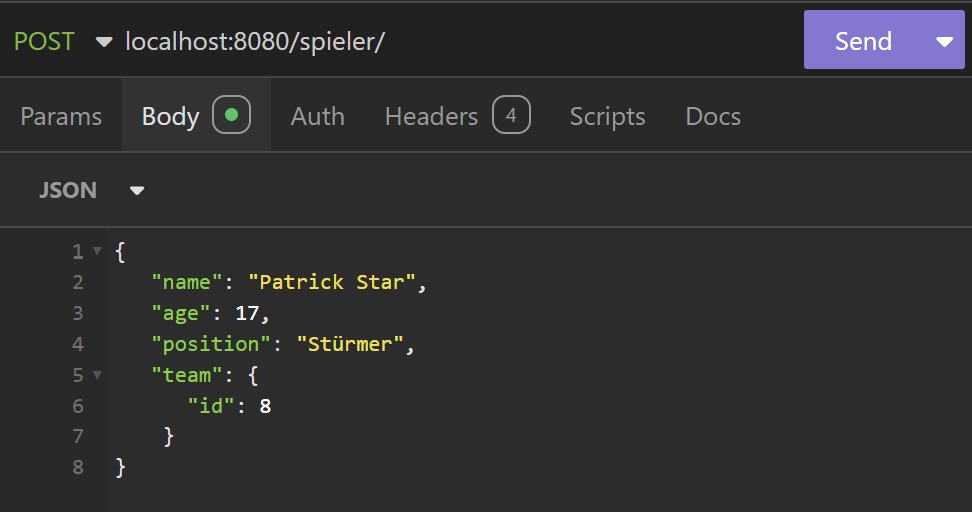 POST localhost:8080/spieler/ Send
Params Body Auth Headers 4 Scripts Docs
JSON
1 {
2 "name": "Patrick Star",
3 "age": 17,
4 "position": "Stürmer",
5 "team": {
6 "id": 8
7 }
8 }